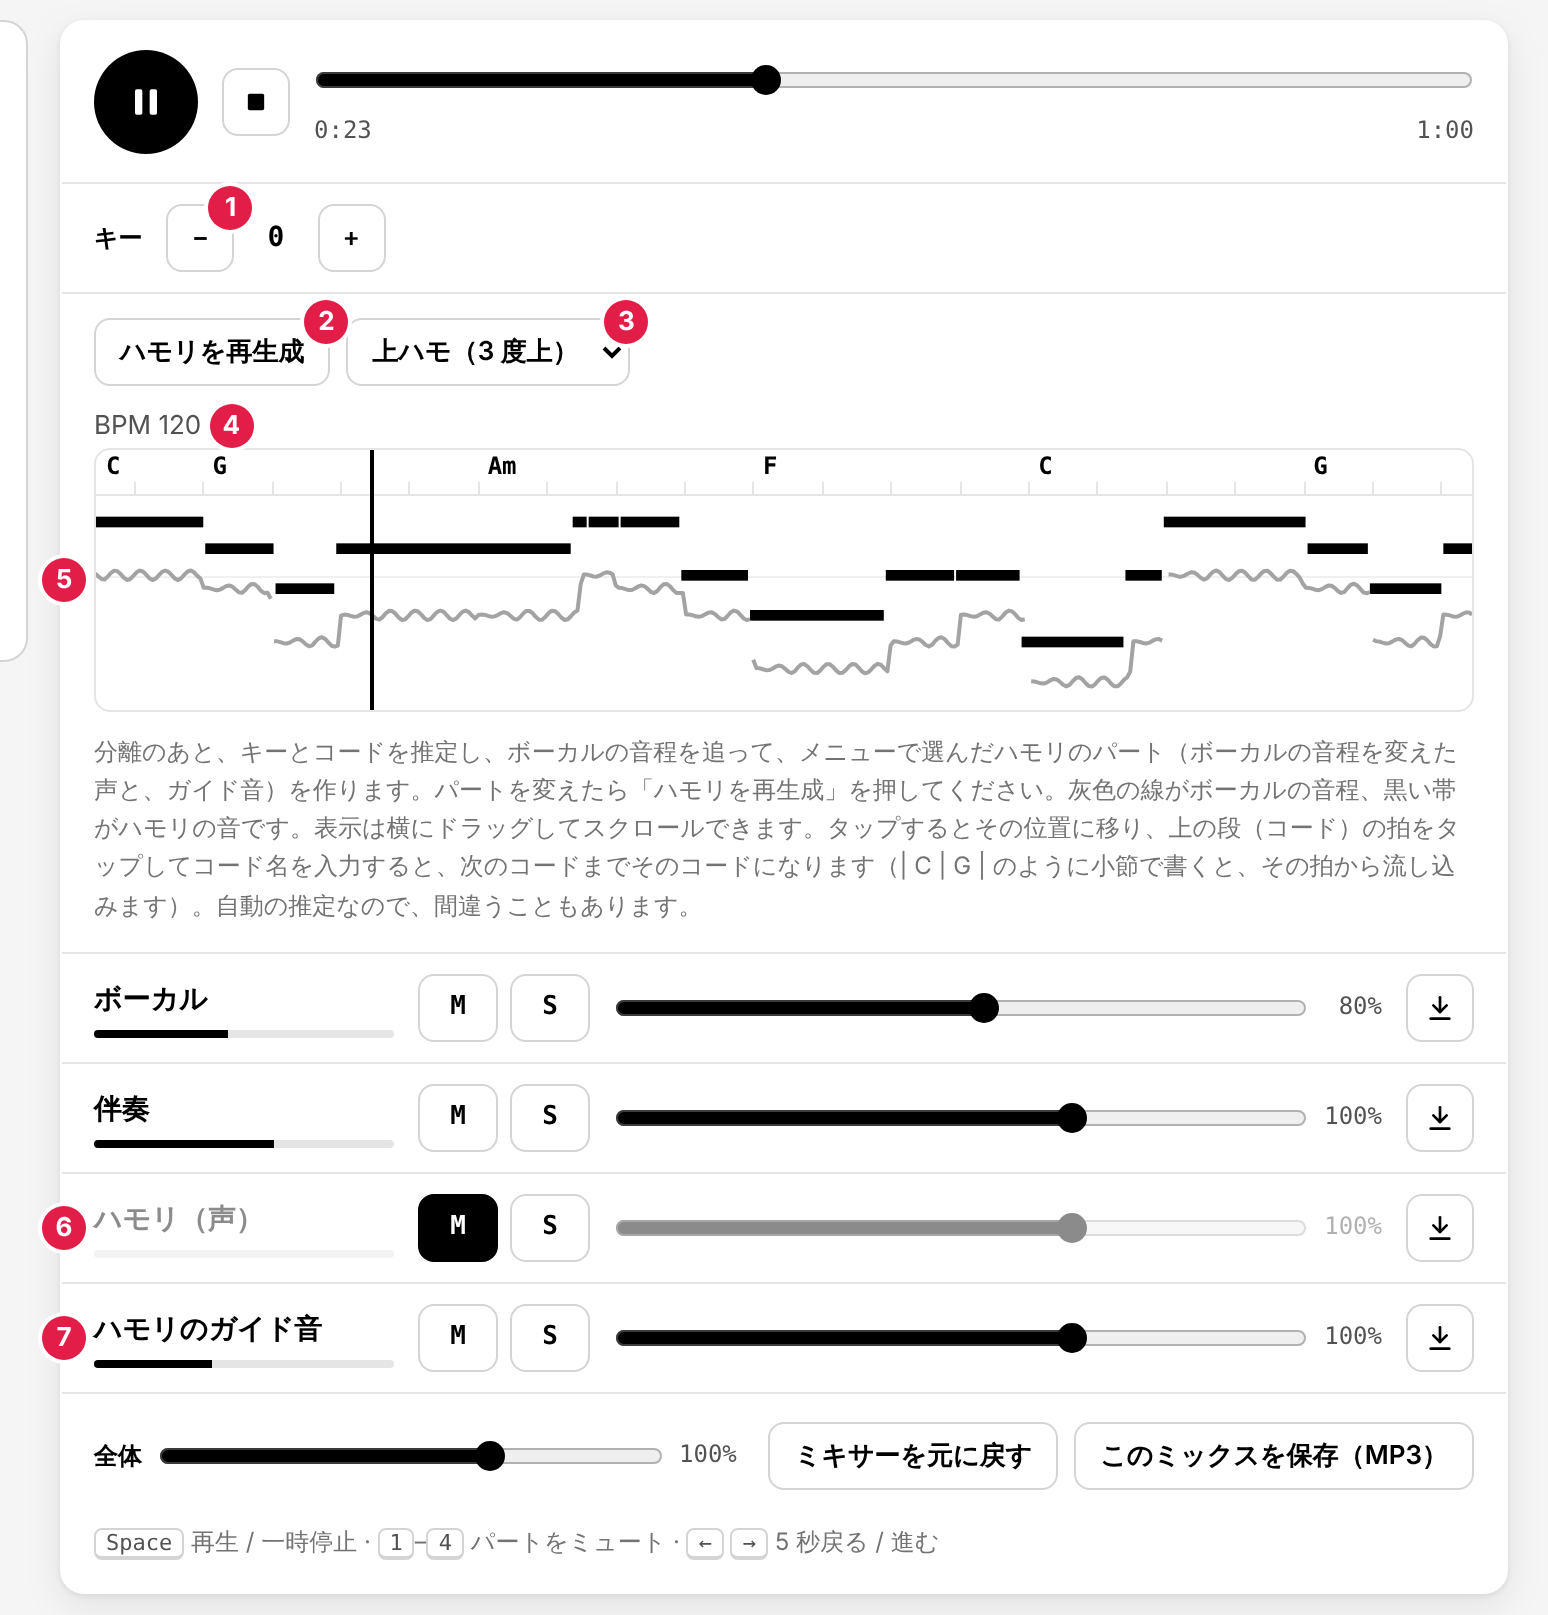 0:23
1:00
1
キー
−
0
+
2
3
ハモリを再生成
上ハモ（3 度上）
BPM 120
4
C G Am F C G
5
分離のあと、キーとコードを推定し、ボーカルの音程を追って、メニューで選んだハモリのパート（ボーカルの音程を変えた
声と、ガイド音）を作ります。パートを変えたら「ハモリを再生成」を押してください。灰色の線がボーカルの音程、黒い帯
がハモリの音です。表示は横にドラッグしてスクロールできます。タップするとその位置に移り、上の段（コード）の拍をタ
ップしてコード名を入力すると、次のコードまでそのコードになります（| C | G | のように小節で書くと、その拍から流し込
みます）。自動の推定なので、間違うこともあります。
ボーカル M S 80%
伴奏 M S 100%
6 ハモリ（声） M S 100%
7 ハモリのガイド音 M S 100%
全体 100% ミキサーを元に戻す このミックスを保存（MP3）
Space 再生 / 一時停止 · 1–4 パートをミュート · ← → 5 秒戻る / 進む